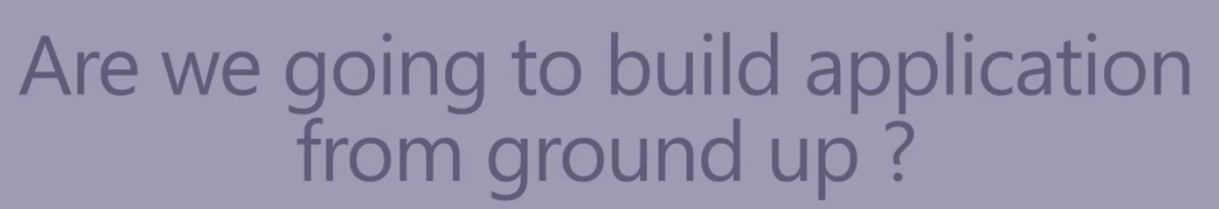 Are we going to build application
from ground up ?